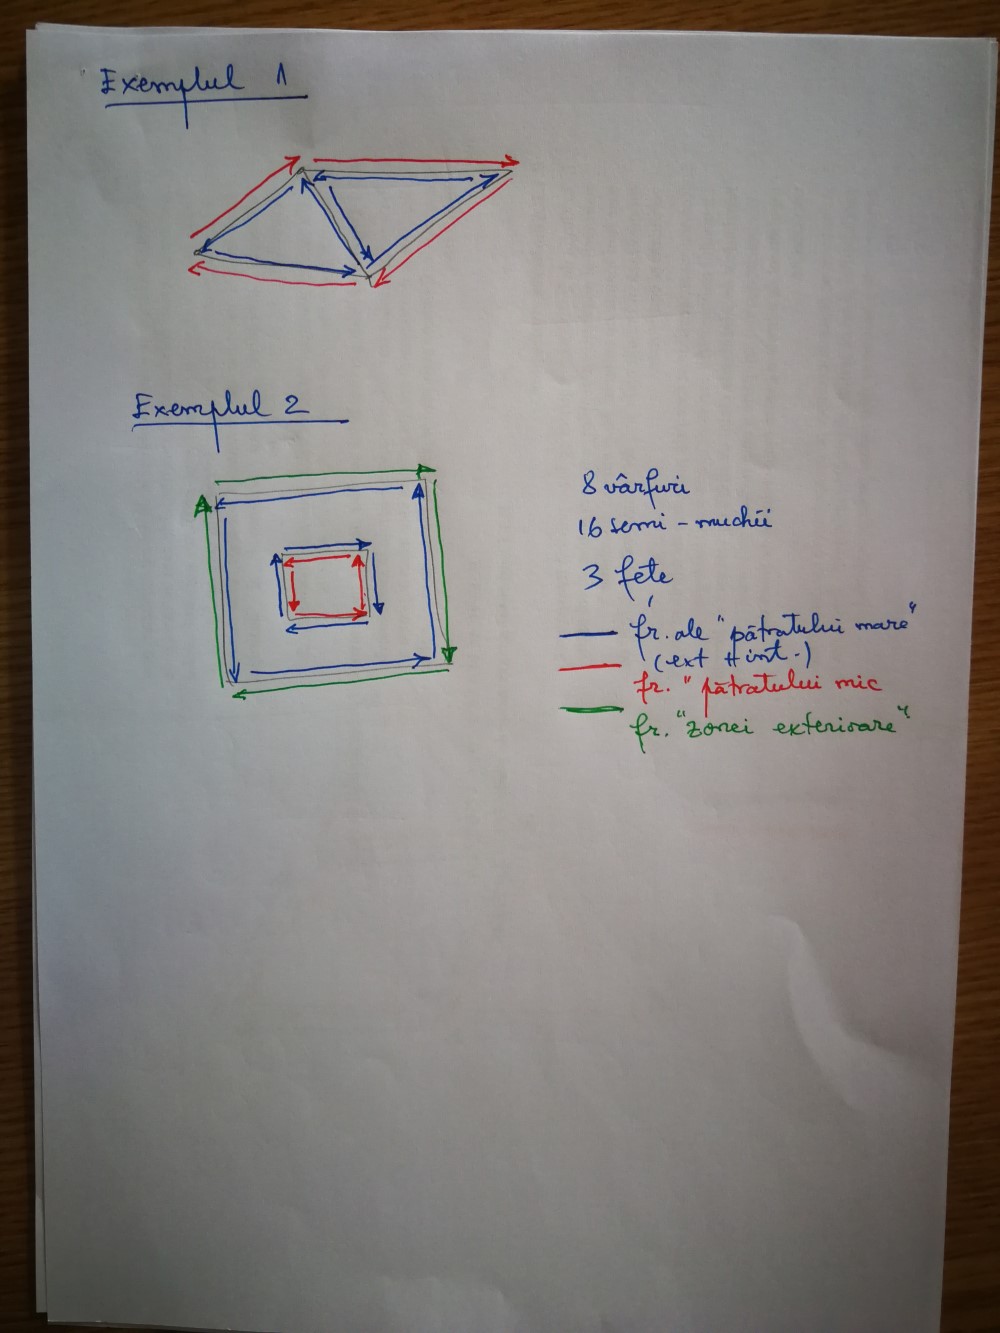 Exemplul 1
Exemplul 2
8 vârfuri
16 semi-muchii
3 fețe
fr. ale "pătratului mare"
(ext + int.)
fr. "pătratului mic
fr. "zonei exterioare"